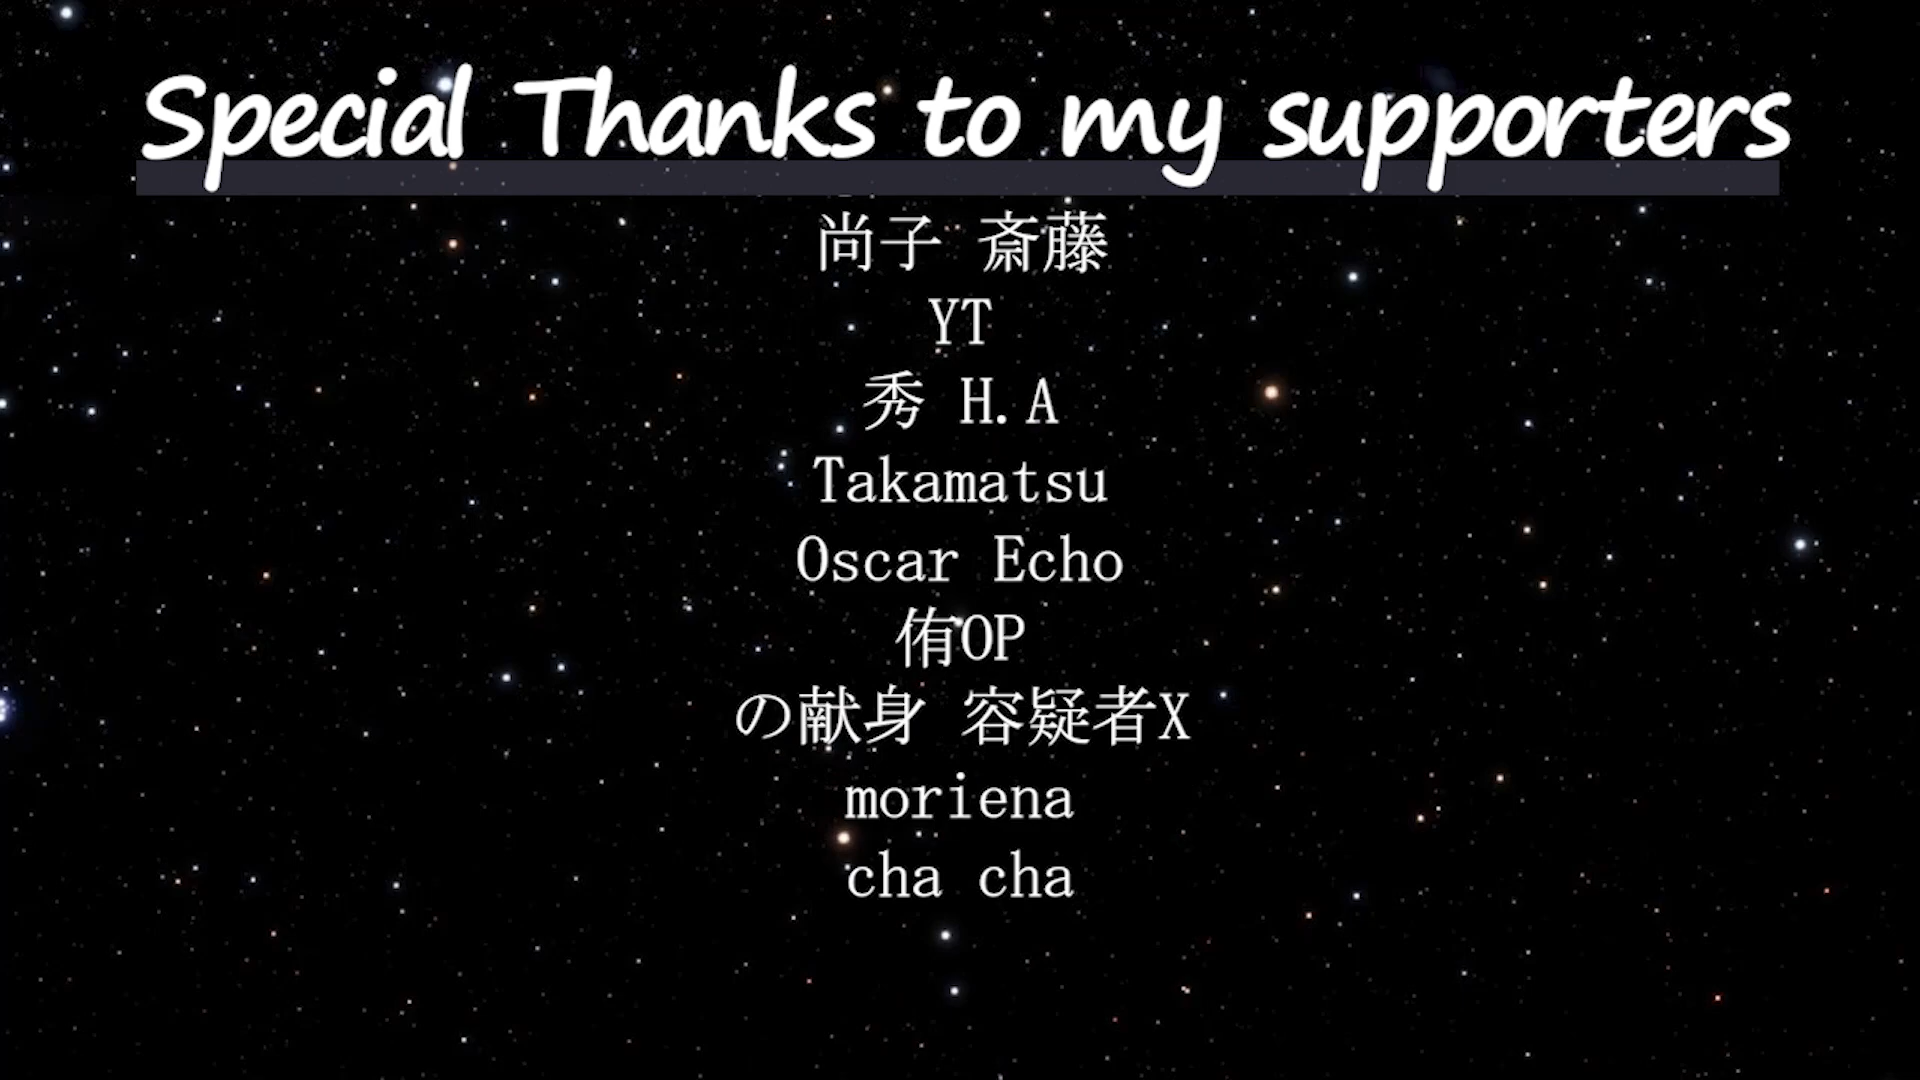 Special Thanks to my supporters
尚子 斎藤
YT
秀 H.A
Takamatsu
Oscar Echo
侑OP
の献身 容疑者X
moriena
cha cha